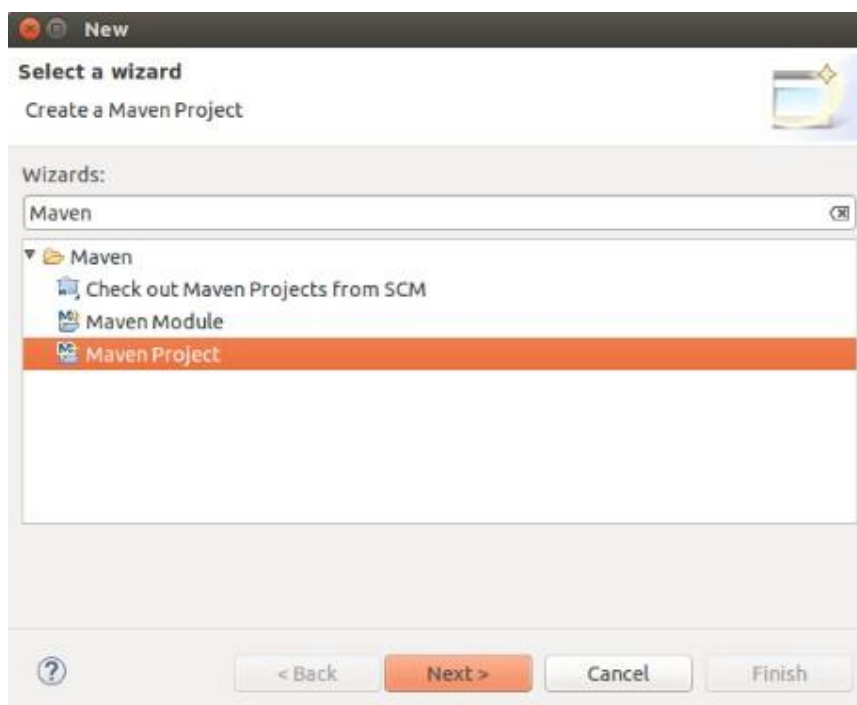 New
Select a wizard
Create a Maven Project
Wizards:
Maven
Maven
Check out Maven Projects from SCM
Maven Module
Maven Project
< Back Next > Cancel Finish